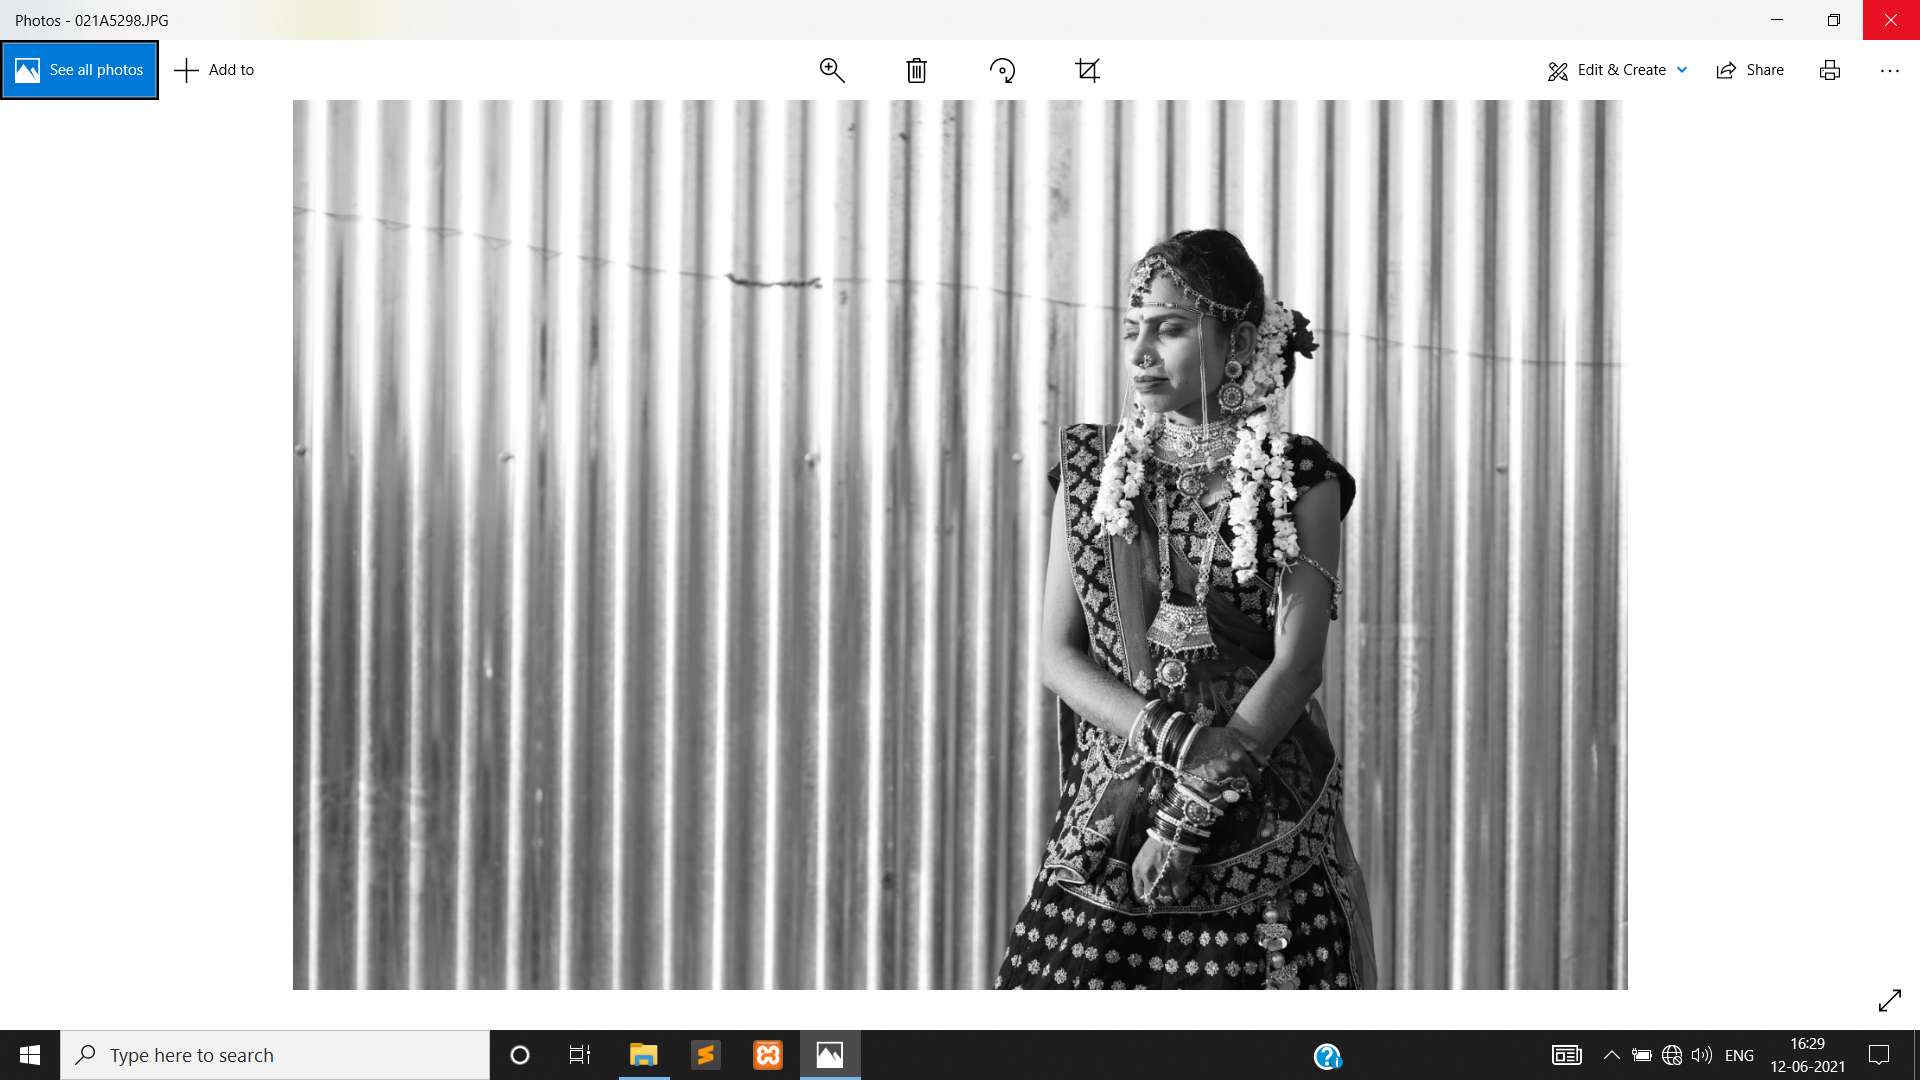 Photos - 021A5298.JPG
See all photos
Add to
Edit & Create
Share
Type here to search
ENG
16:29
12-06-2021